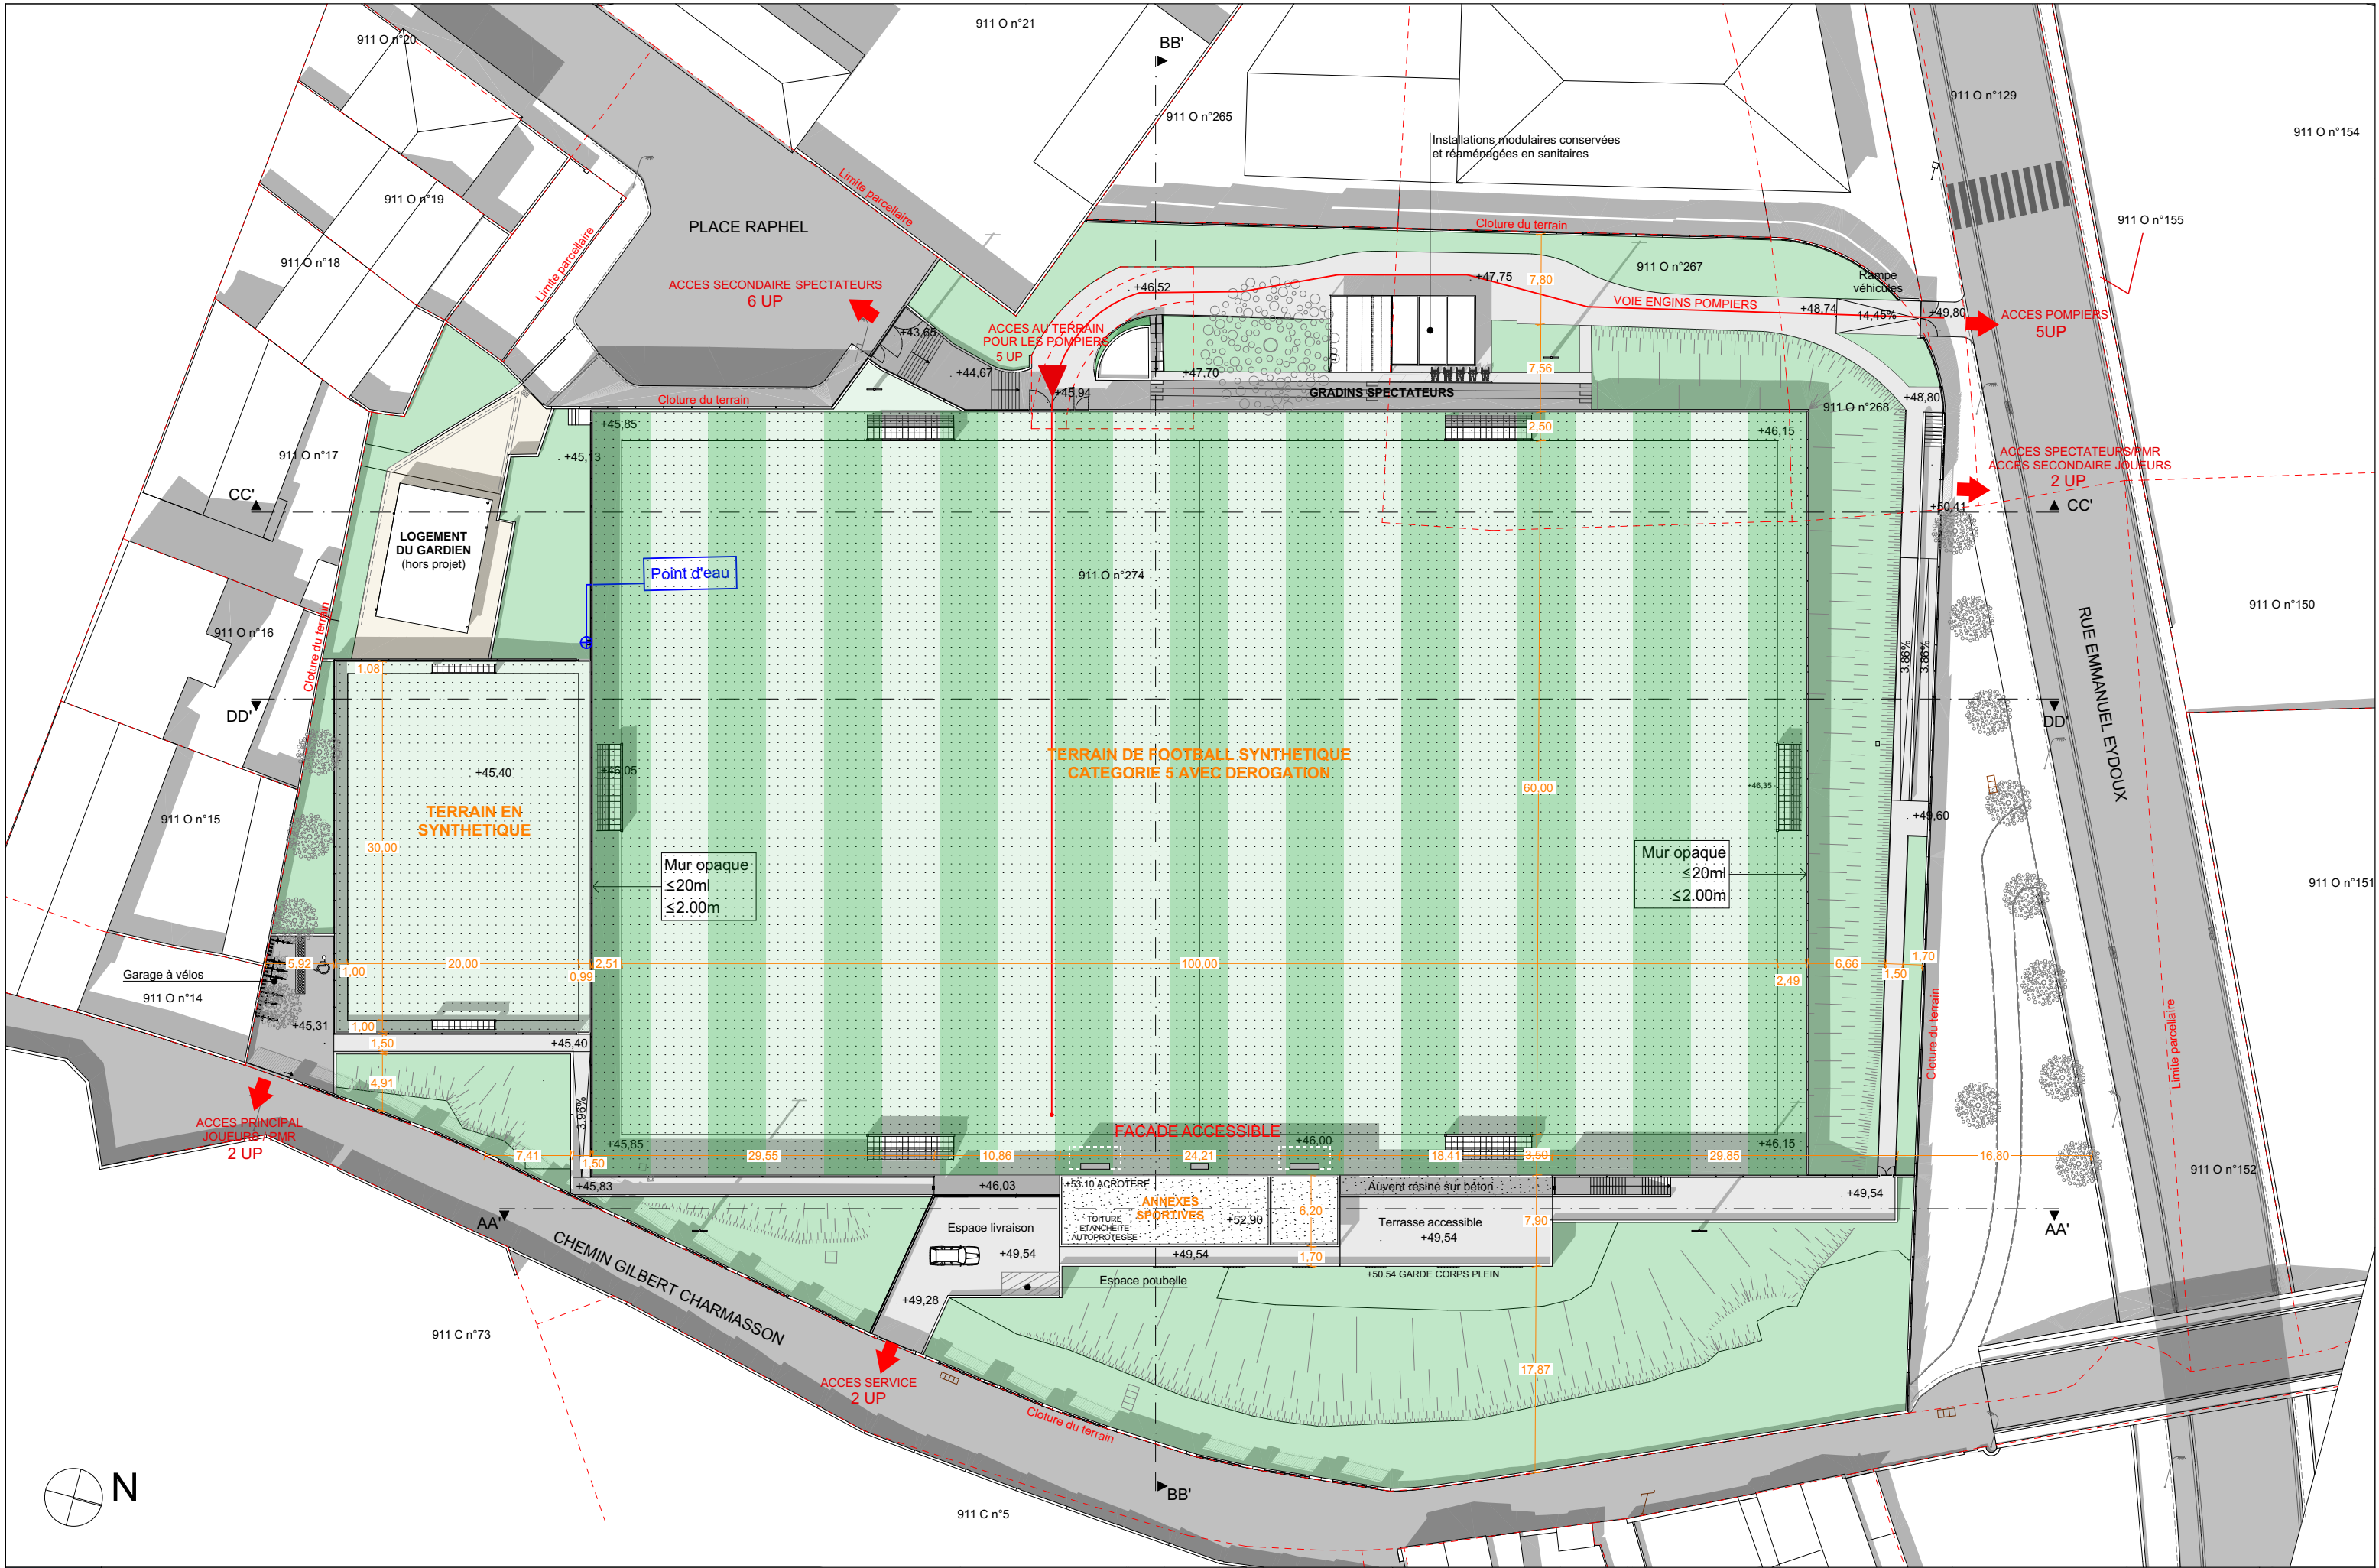 911 O n°20
911 O n°21
BB'
911 O n°265
911 O n°129
911 O n°154
Installations modulaires conservées
et réaménagées en sanitaires
911 O n°19
Limite parcellaire
PLACE RAPHEL
Limite parcellaire
Cloture du terrain
911 O n°155
911 O n°18
ACCES SECONDAIRE SPECTATEURS
6 UP
+46,52
+47,75
7,80
911 O n°267
Rampe
véhicules
VOIE ENGINS POMPIERS
+48,74
14,45%
+49,80
ACCES POMPIERS
5UP
+43,65
ACCES AU TERRAIN
POUR LES POMPIERS
5 UP
+44,67
+47,70
7,56
+45,94
GRADINS SPECTATEURS
Cloture du terrain
+48,80
911 O n°268
+45,85
2,50
+46,15
911 O n°17
+45,13
ACCES SPECTATEURS/PMR
ACCES SECONDAIRE JOUEURS
2 UP
CC'
+50,41
CC'
LOGEMENT
DU GARDIEN
(hors projet)
Point d'eau
911 O n°274
911 O n°150
911 O n°16
Cloture du terrain
RUE EMMANUEL EYDOUX
3.86%
3.86%
1,08
DD'
DD'
TERRAIN DE FOOTBALL SYNTHETIQUE
CATEGORIE 5 AVEC DEROGATION
+45,40
+46,05
60,00
+46,35
TERRAIN EN
SYNTHETIQUE
911 O n°15
+49,60
30,00
Mur opaque
≤20ml
≤2.00m
Mur opaque
≤20ml
≤2.00m
911 O n°151
Garage à vélos
911 O n°14
5,92
1,00
20,00
0,99
2,51
100,00
2,49
6,66
1,50
1,70
+45,31
1,00
1,50
+45,40
Cloture du terrain
Limite parcellaire
4,91
3,96%
ACCES PRINCIPAL
JOUEURS / PMR
2 UP
FACADE ACCESSIBLE
+45,85
+46,00
+46,15
7,41
1,50
29,55
10,86
24,21
18,41
3,50
29,85
16,80
911 O n°152
+45,83
+46,03
+53.10 ACROTERE
ANNEXES
SPORTIVES
TOITURE
ETANCHEITE
AUTOPROTEGEE
+52,90
6,20
Auvent résine sur béton
+49,54
AA'
Espace livraison
+49,54
Terrasse accessible
+49,54
7,90
AA'
+49,54
1,70
CHEMIN GILBERT CHARMASSON
Espace poubelle
+50.54 GARDE CORPS PLEIN
+49,28
911 C n°73
17,87
ACCES SERVICE
2 UP
Cloture du terrain
N
BB'
911 C n°5